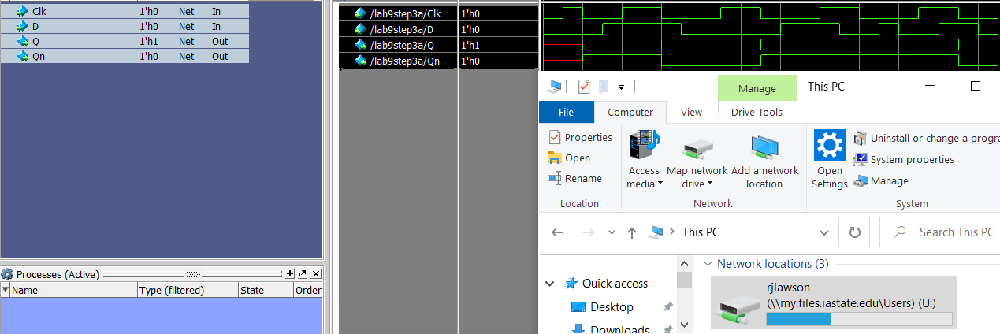 Clk 1'h0 Net In
D 1'h0 Net In
Q 1'h1 Net Out
Qn 1'h0 Net Out
/lab9step3a/Clk 1'h0
/lab9step3a/D 1'h0
/lab9step3a/Q 1'h1
/lab9step3a/Qn 1'h0
Processes (Active)
Name Type (filtered) State Order
Manage This PC
File Computer View Drive Tools
Properties
Open
Rename
Location
Access media
Map network drive
Add a network location
Network
Open Settings
Uninstall or change a progra
System properties
Manage
System
This PC
Search This PC
Quick access
Desktop
Downloads
Network locations (3)
rjlawson
(\\my.files.iastate.edu\Users) (U:)